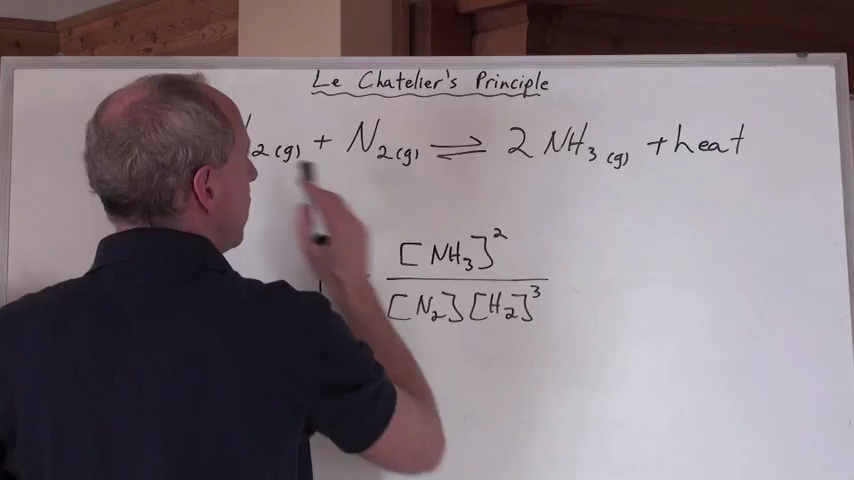 Le Chatelier's Principle
2(g) + N2(g) ⇌ 2 NH3 (g) + heat
[NH3]^2
[N2][H2]^3